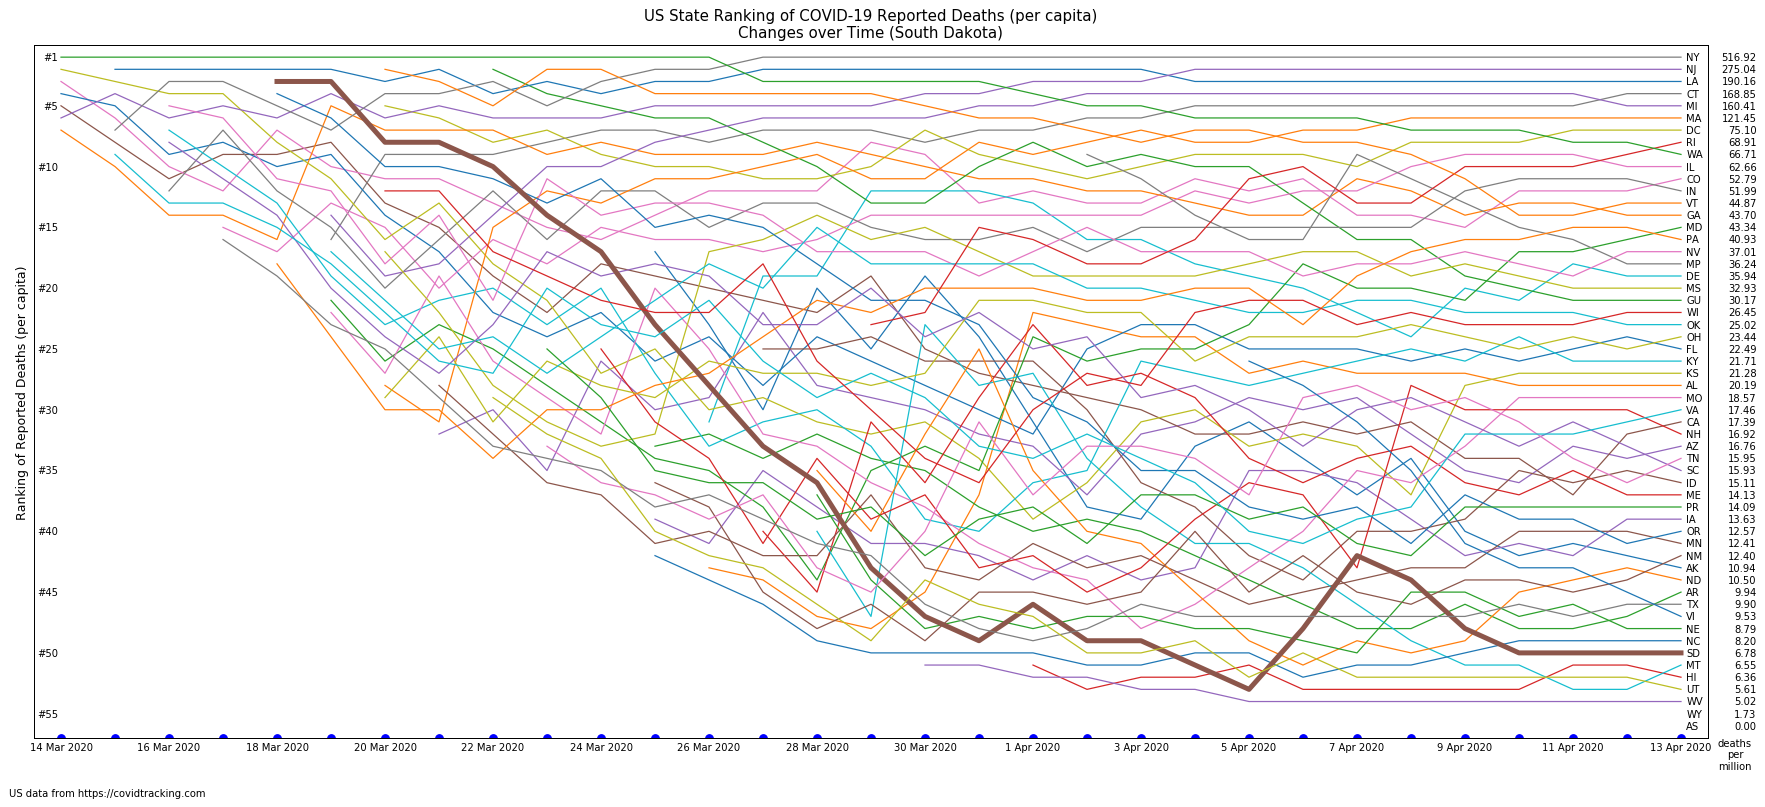 US State Ranking of COVID-19 Reported Deaths (per capita)
Changes over Time (South Dakota)
Ranking of Reported Deaths (per capita)
#1
#5
#10
#15
#20
#25
#30
#35
#40
#45
#50
#55
NY 516.92
NJ 275.04
LA 190.16
CT 168.85
MI 160.41
MA 121.45
DC 75.10
RI 68.91
WA 66.71
IL 62.66
CO 52.79
IN 51.99
VT 44.87
GA 43.70
MD 43.34
PA 40.93
NV 37.01
MP 36.24
DE 35.94
MS 32.93
GU 30.17
WI 26.45
OK 25.02
OH 23.44
FL 22.49
KY 21.71
KS 21.28
AL 20.19
MO 18.57
VA 17.46
CA 17.39
NH 16.92
AZ 16.76
TN 15.95
SC 15.93
ID 15.11
ME 14.13
PR 14.09
IA 13.63
OR 12.57
MN 12.41
NM 12.40
AK 10.94
ND 10.50
AR 9.94
TX 9.90
VI 9.53
NE 8.79
NC 8.20
SD 6.78
MT 6.55
HI 6.36
UT 5.61
WV 5.02
WY 1.73
AS 0.00
14 Mar 2020 16 Mar 2020 18 Mar 2020 20 Mar 2020 22 Mar 2020 24 Mar 2020 26 Mar 2020 28 Mar 2020 30 Mar 2020 1 Apr 2020 3 Apr 2020 5 Apr 2020 7 Apr 2020 9 Apr 2020 11 Apr 2020 13 Apr 2020
deaths
per
million
US data from https://covidtracking.com